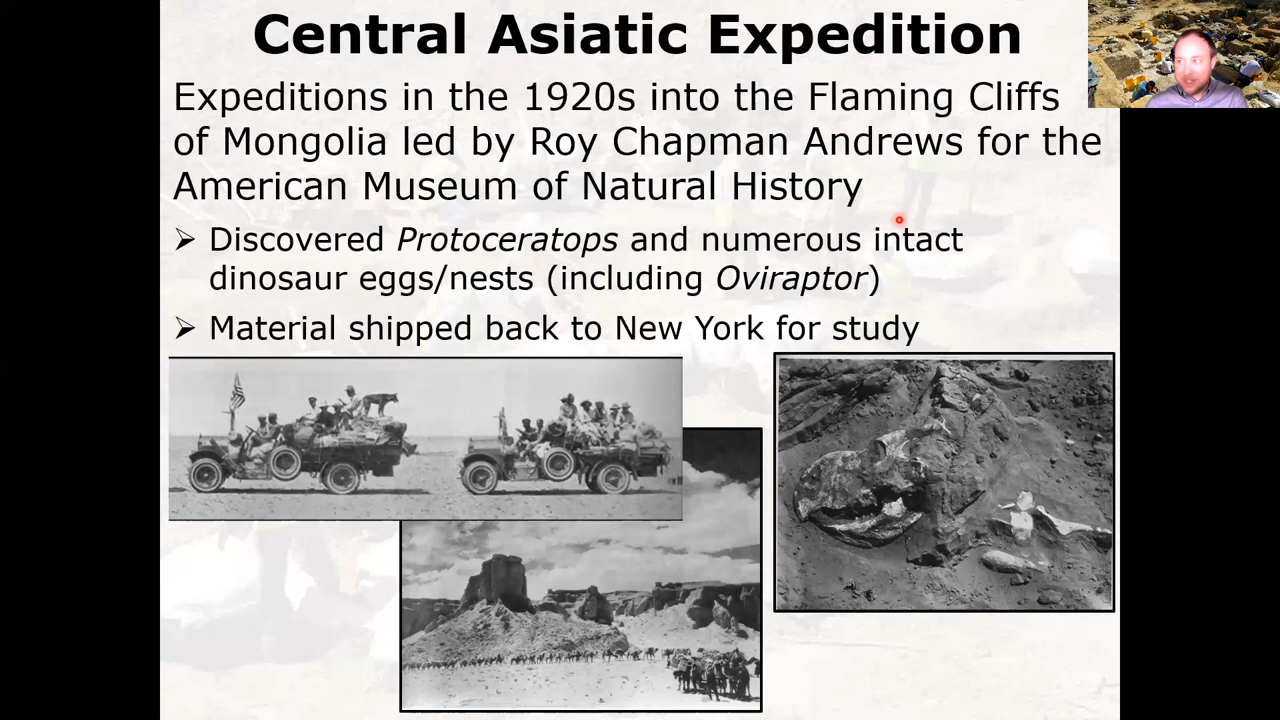 Central Asiatic Expedition
Expeditions in the 1920s into the Flaming Cliffs
of Mongolia led by Roy Chapman Andrews for the
American Museum of Natural History
➢ Discovered Protoceratops and numerous intact
dinosaur eggs/nests (including Oviraptor)
➢ Material shipped back to New York for study